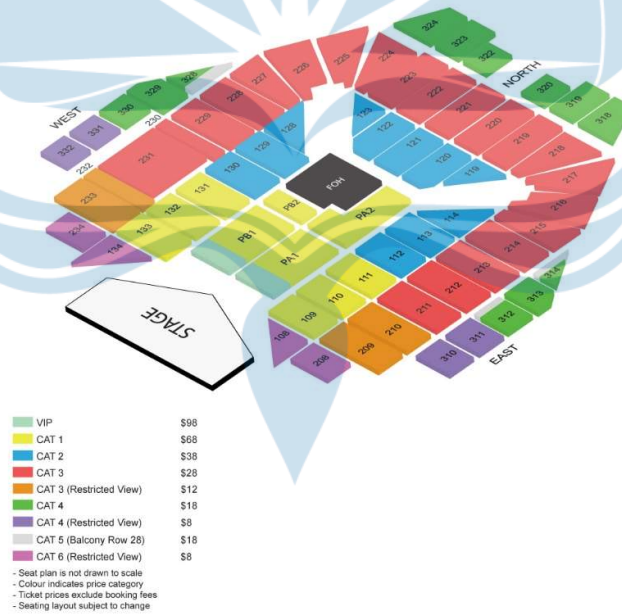 324
323
322
NORTH
320
319
318
224
225
226
227
228
223
222
221
220
219
218
217
216
215
214
213
WEST
328
329
330
331
332
230
229
231
232
233
234
134
128
129
130
131
132
133
123
122
121
120
119
FOH
PB2
PA2
PB1
PA1
114
113
112
111
110
109
108
208
209
210
211
212
314
313
312
311
310
EAST
STAGE
VIP $98
CAT 1 $68
CAT 2 $38
CAT 3 $28
CAT 3 (Restricted View) $12
CAT 4 $18
CAT 4 (Restricted View) $8
CAT 5 (Balcony Row 28) $18
CAT 6 (Restricted View) $8
- Seat plan is not drawn to scale
- Colour indicates price category
- Ticket prices exclude booking fees
- Seating layout subject to change